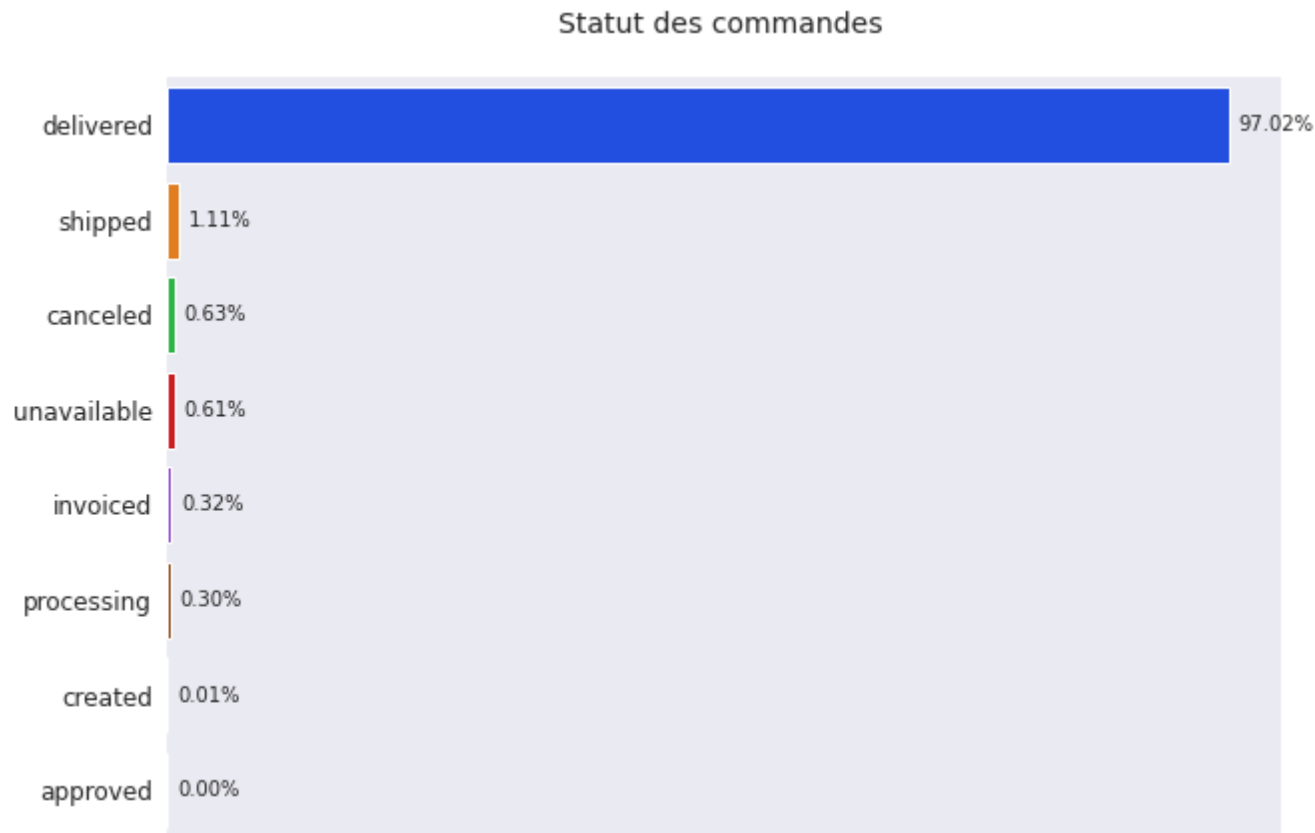 Statut des commandes
delivered 97.02%
shipped 1.11%
canceled 0.63%
unavailable 0.61%
invoiced 0.32%
processing 0.30%
created 0.01%
approved 0.00%